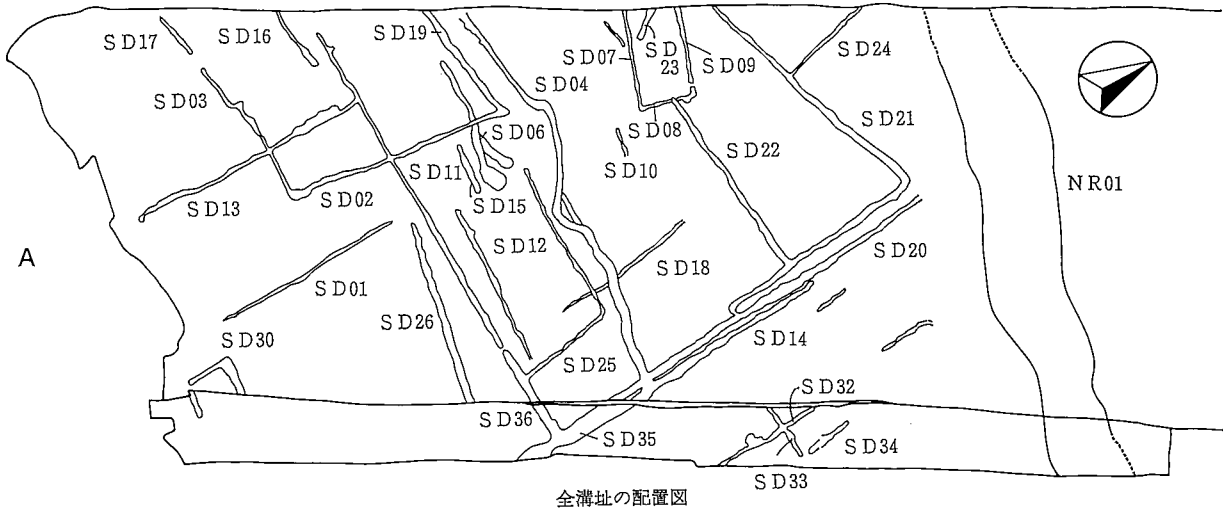 SD17
SD16
SD19
SD07
SD
23
SD09
SD24
SD03
SD04
SD21
SD08
SD06
SD22
SD11
SD10
NR01
SD13
SD02
SD15
SD20
A
SD12
SD18
SD01
SD26
SD30
SD14
SD25
SD32
SD36
SD35
SD34
SD33
全溝址の配置図